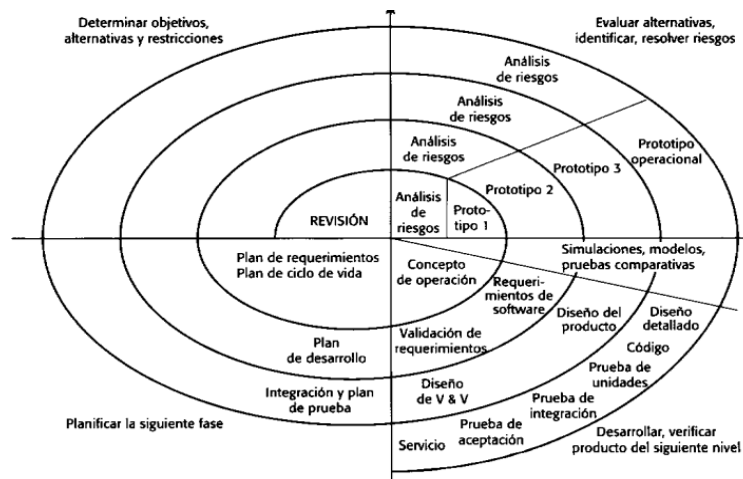 Determinar objetivos,
alternativas y restricciones
Evaluar alternativas,
identificar, resolver riesgos
Análisis
de riesgos
Análisis
de riesgos
Análisis
de riesgos
Prototipo
operacional
Prototipo 3
Prototipo 2
REVISIÓN
Análisis
de
riesgos
Proto-
tipo 1
Simulaciones, modelos,
pruebas comparativas
Plan de requerimientos
Plan de ciclo de vida
Concepto
de operación
Requeri-
mientos de
software
Diseño del
producto
Diseño
detallado
Plan
de desarrollo
Validación de
requerimientos
Código
Prueba de
unidades
Integración y plan
de prueba
Diseño
de V & V
Prueba de
integración
Prueba de
aceptación
Servicio
Planificar la siguiente fase
Desarrollar, verificar
producto del siguiente nivel